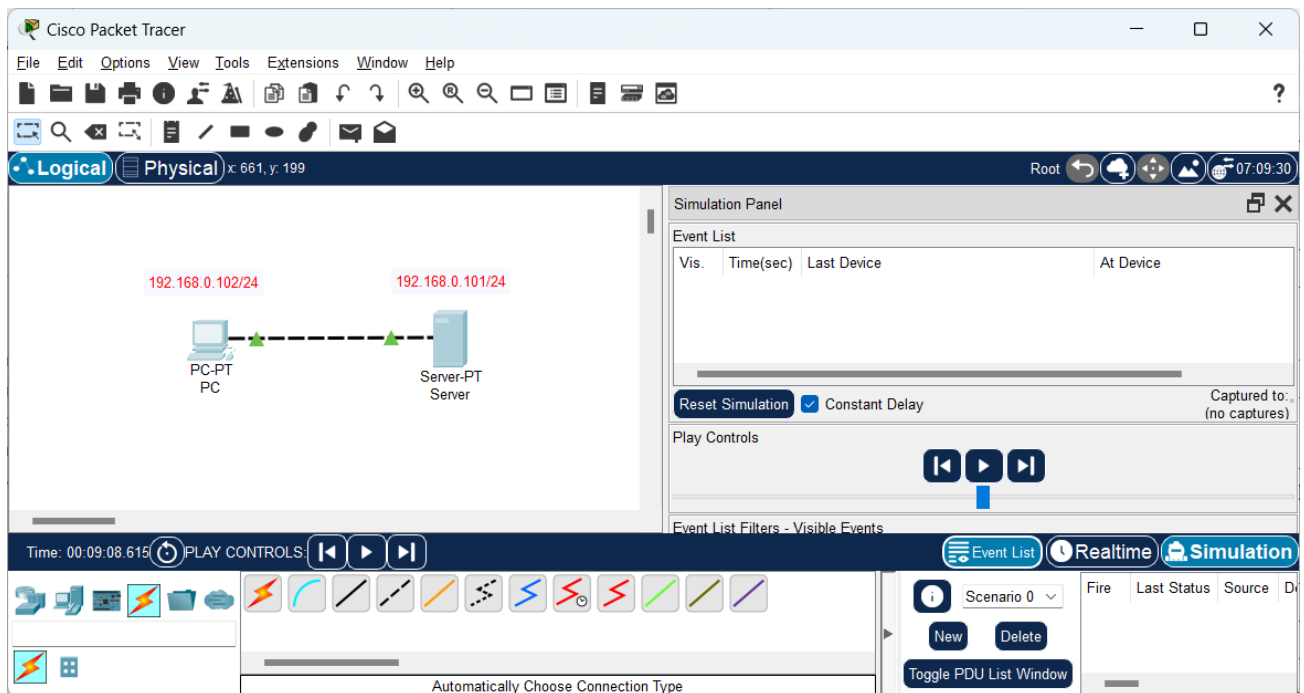 Cisco Packet Tracer
File Edit Options View Tools Extensions Window Help
?
Logical Physical x: 661, y: 199 Root 07:09:30
Simulation Panel
Event List
Vis. Time(sec) Last Device At Device
192.168.0.102/24 192.168.0.101/24
PC-PT
PC
Server-PT
Server
Reset Simulation Constant Delay Captured to:
(no captures)
Play Controls
Event List Filters - Visible Events
Time: 00:09:08.615 PLAY CONTROLS: Event List Realtime Simulation
Scenario 0 Fire Last Status Source
New Delete
Toggle PDU List Window
Automatically Choose Connection Type